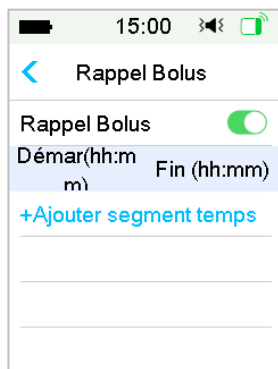 15:00
Rappel Bolus
Rappel Bolus
Démar(hh:m
m)
Fin (hh:mm)
+Ajouter segment temps